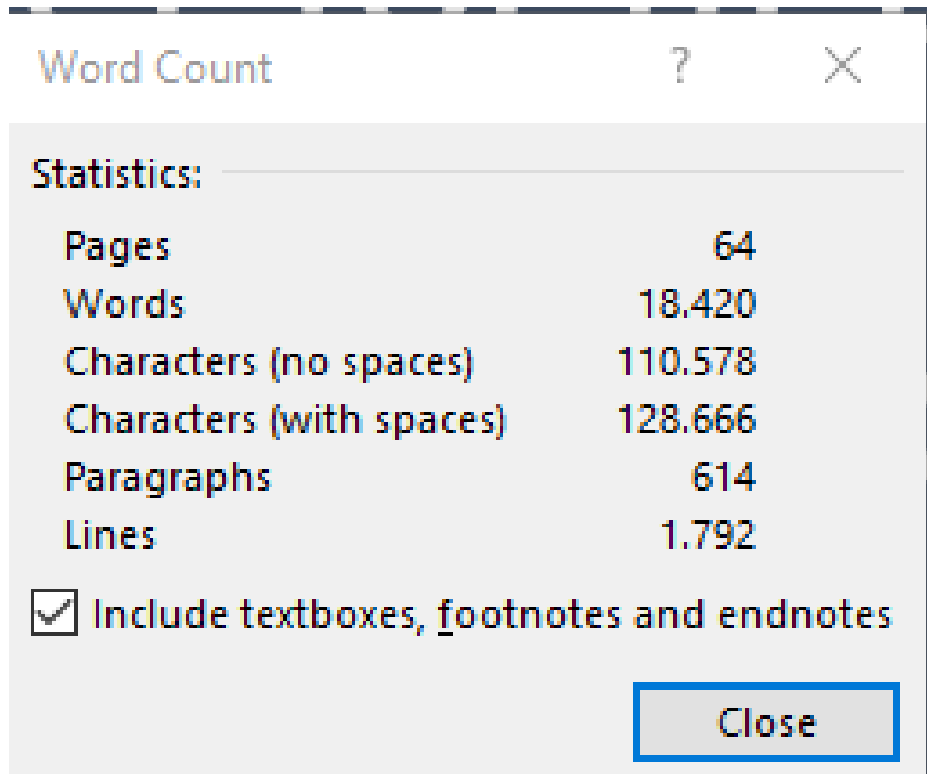 Word Count
Statistics:
Pages 64
Words 18.420
Characters (no spaces) 110.578
Characters (with spaces) 128.666
Paragraphs 614
Lines 1.792
Include textboxes, footnotes and endnotes
Close